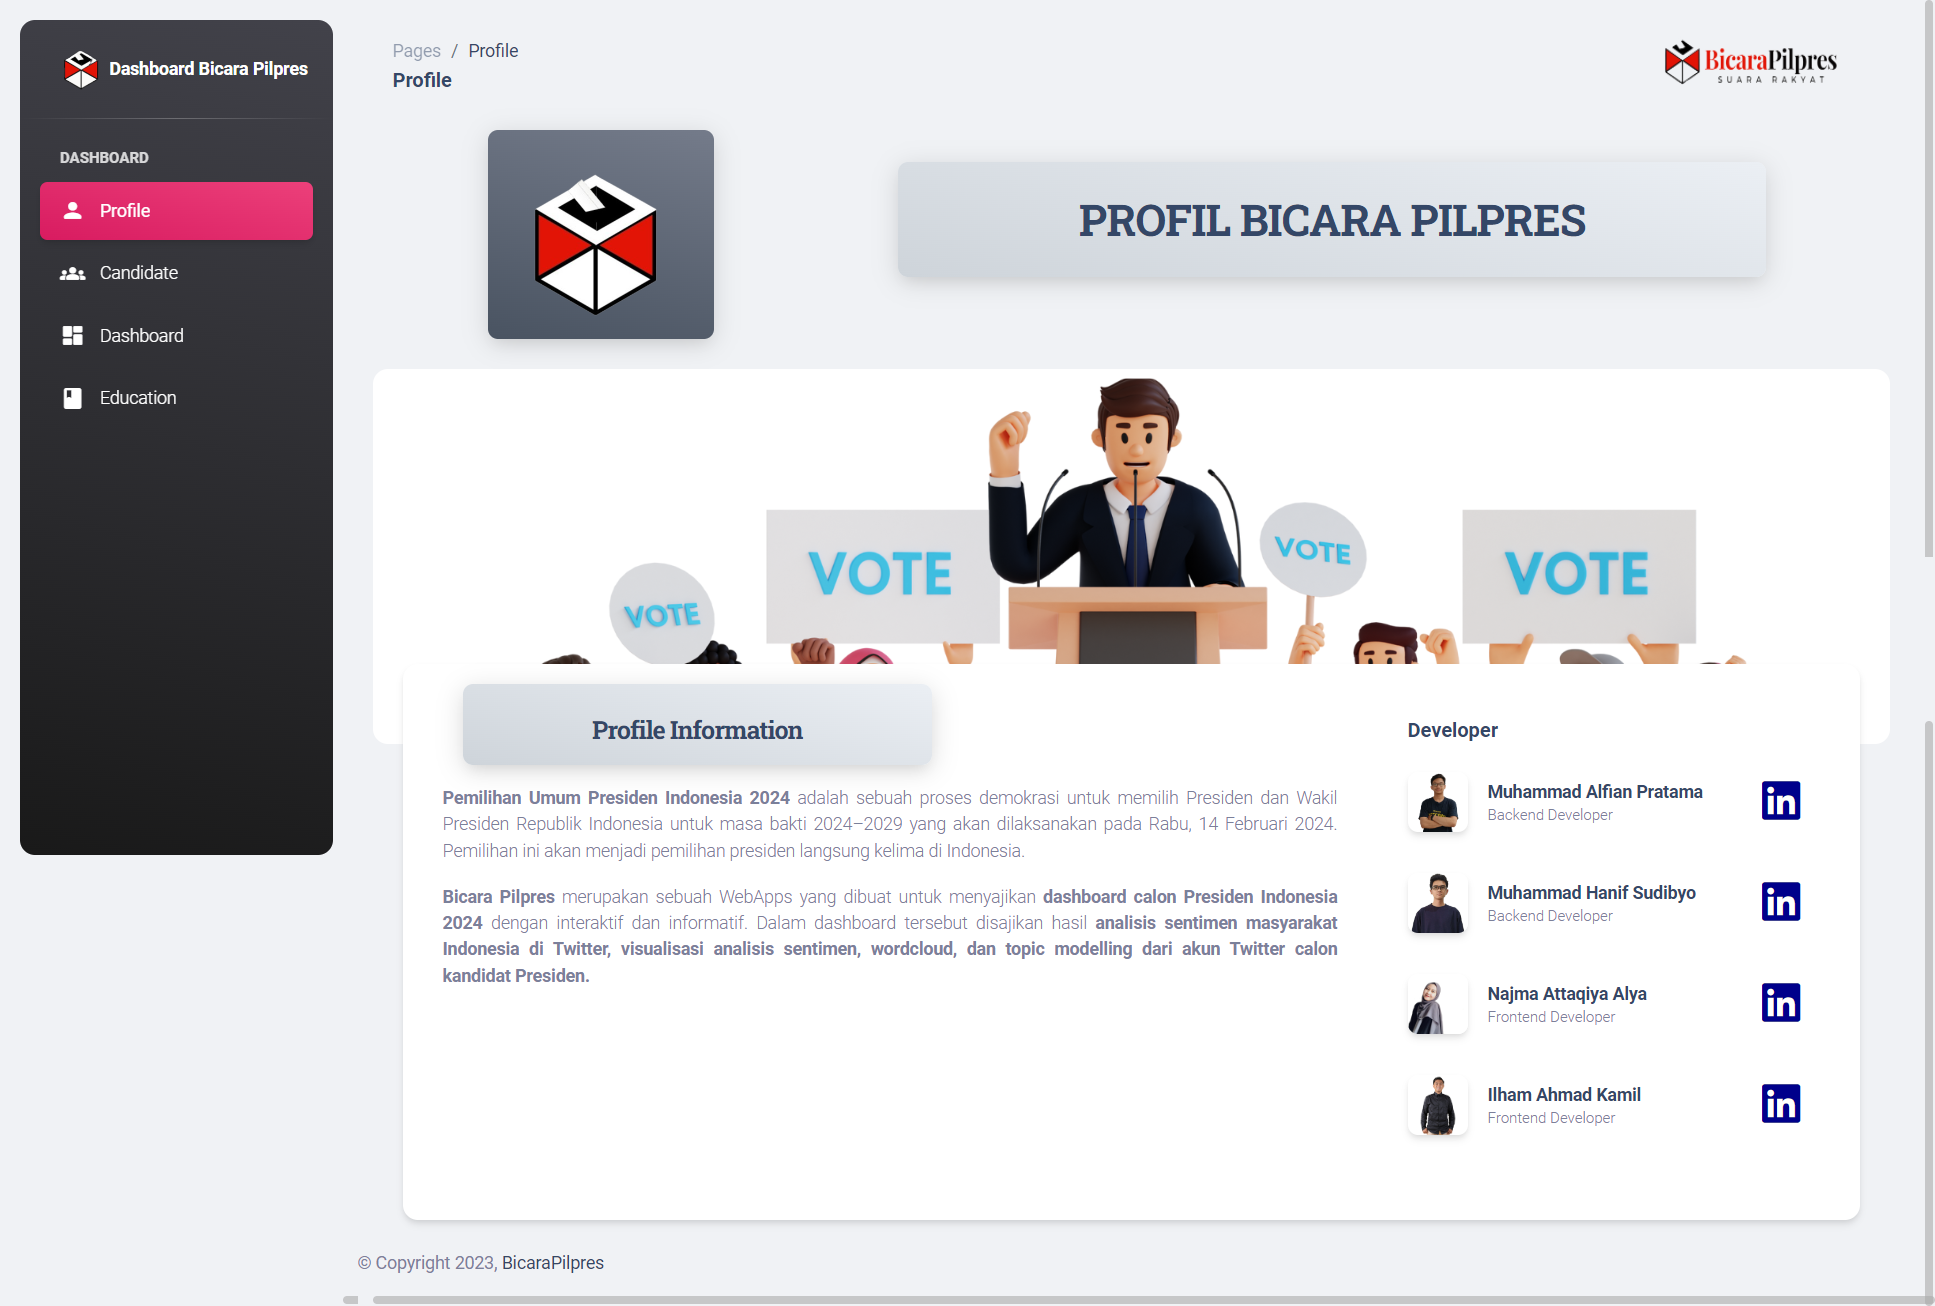 Dashboard Bicara Pilpres
DASHBOARD
Profile
Candidate
Dashboard
Education
Pages / Profile
Profile
BicaraPilpres
SUARA RAKYAT
PROFIL BICARA PILPRES
VOTE
VOTE
VOTE
VOTE
Profile Information
Pemilihan Umum Presiden Indonesia 2024 adalah sebuah proses demokrasi untuk memilih Presiden dan Wakil
Presiden Republik Indonesia untuk masa bakti 2024–2029 yang akan dilaksanakan pada Rabu, 14 Februari 2024.
Pemilihan ini akan menjadi pemilihan presiden langsung kelima di Indonesia.
Bicara Pilpres merupakan sebuah WebApps yang dibuat untuk menyajikan dashboard calon Presiden Indonesia
2024 dengan interaktif dan informatif. Dalam dashboard tersebut disajikan hasil analisis sentimen masyarakat
Indonesia di Twitter, visualisasi analisis sentimen, wordcloud, dan topic modelling dari akun Twitter calon
kandidat Presiden.
Developer
Muhammad Alfian Pratama
Backend Developer
in
Muhammad Hanif Sudibyo
Backend Developer
in
Najma Attaqiya Alya
Frontend Developer
in
Ilham Ahmad Kamil
Frontend Developer
in
© Copyright 2023, BicaraPilpres